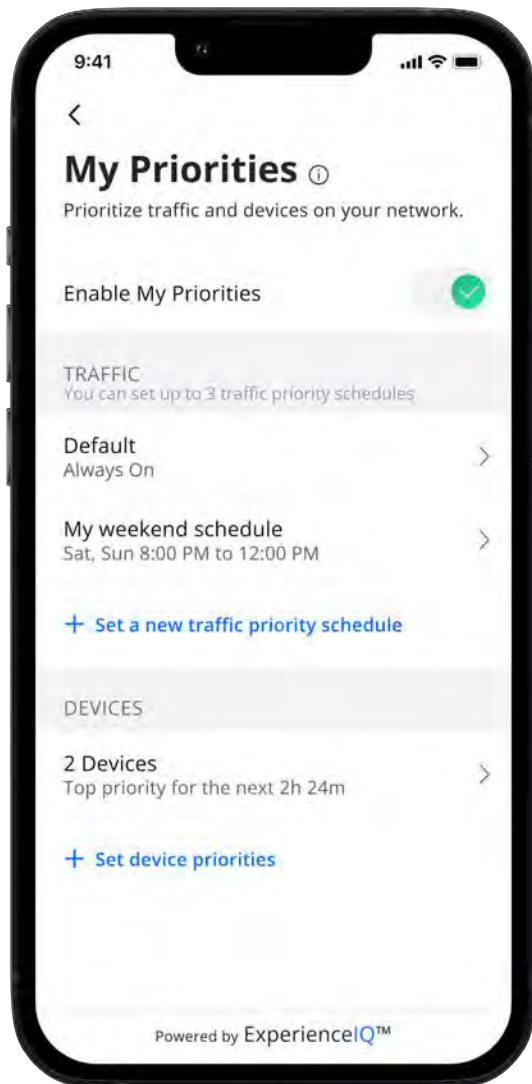 9:41
My Priorities
Prioritize traffic and devices on your network.
Enable My Priorities
TRAFFIC
You can set up to 3 traffic priority schedules
Default
Always On
My weekend schedule
Sat, Sun 8:00 PM to 12:00 PM
+ Set a new traffic priority schedule
DEVICES
2 Devices
Top priority for the next 2h 24m
+ Set device priorities
Powered by ExperienceIQ™